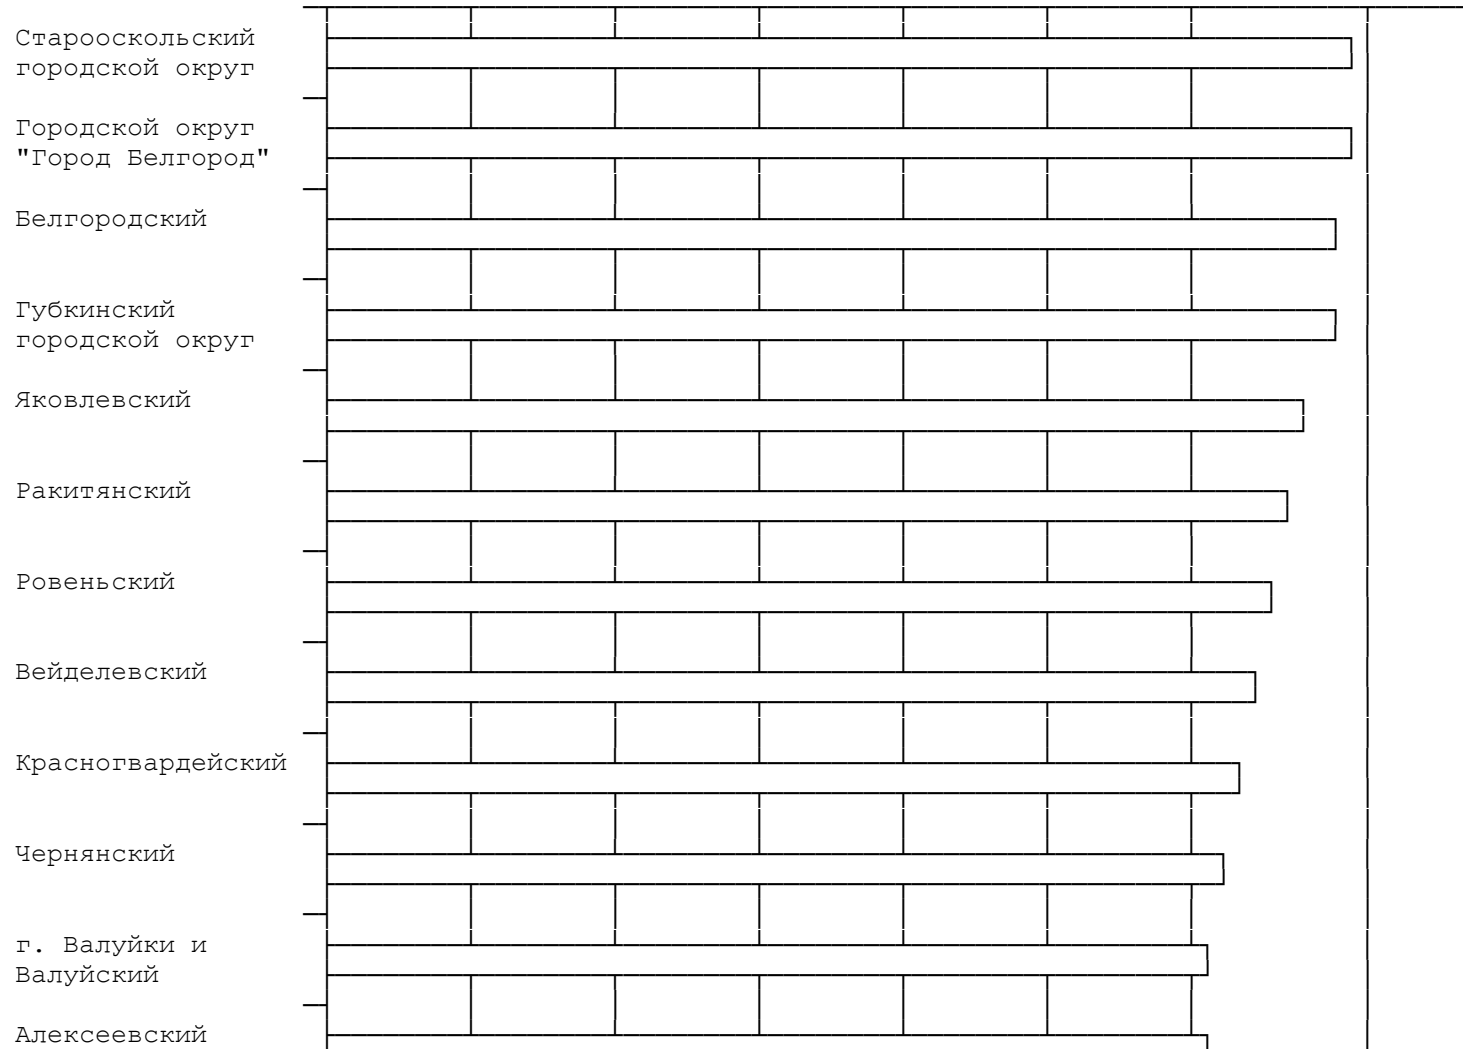 Старооскольский
городской округ
Городской округ
"Город Белгород"
Белгородский
Губкинский
городской округ
Яковлевский
Ракитянский
Ровеньский
Вейделевский
Красногвардейский
Чернянский
г. Валуйки и
Валуйский
Алексеевский